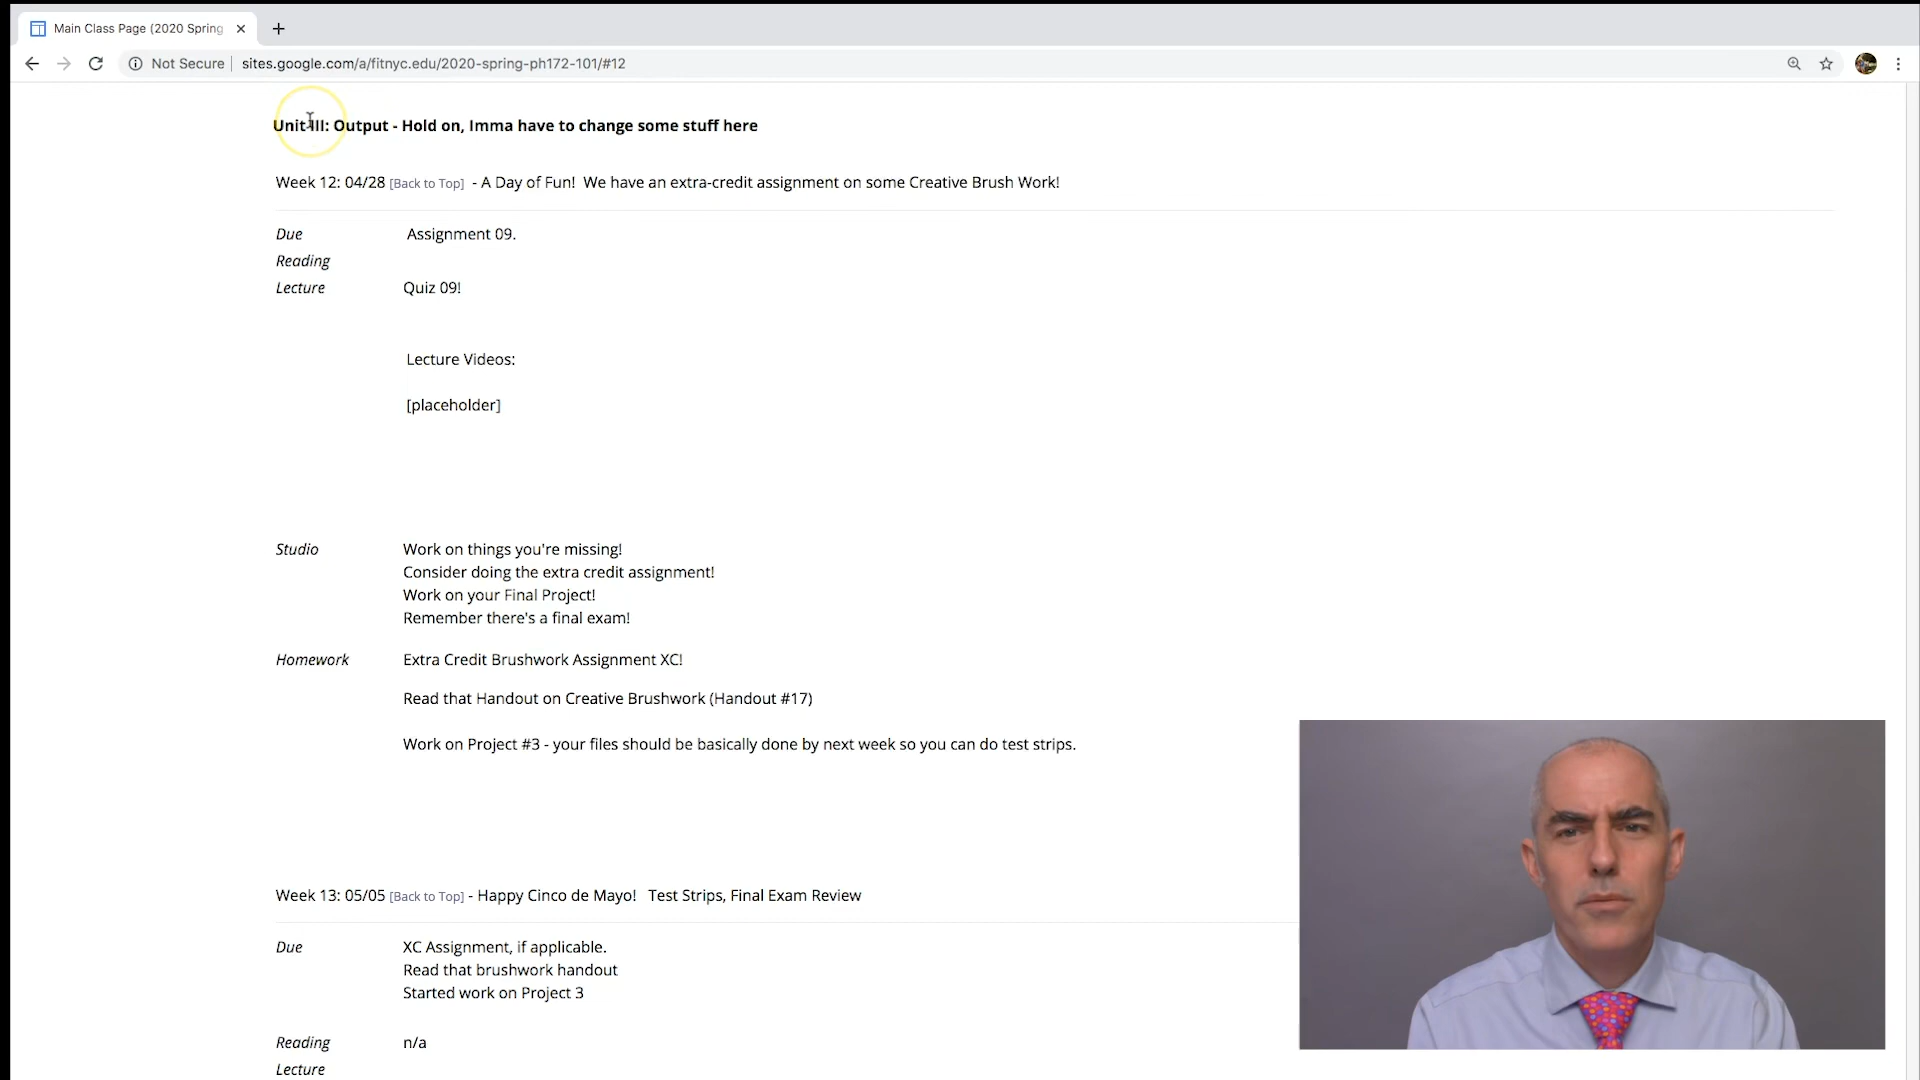 Main Class Page (2020 Spring
Not Secure
sites.google.com/a/fitnyc.edu/2020-spring-ph172-101/#12
Unit III: Output - Hold on, Imma have to change some stuff here
Week 12: 04/28 [Back to Top] - A Day of Fun! We have an extra-credit assignment on some Creative Brush Work!
Due Assignment 09.
Reading
Lecture Quiz 09!
Lecture Videos:
[placeholder]
Studio Work on things you're missing!
Consider doing the extra credit assignment!
Work on your Final Project!
Remember there's a final exam!
Homework Extra Credit Brushwork Assignment XC!
Read that Handout on Creative Brushwork (Handout #17)
Work on Project #3 - your files should be basically done by next week so you can do test strips.
Week 13: 05/05 [Back to Top] - Happy Cinco de Mayo! Test Strips, Final Exam Review
Due XC Assignment, if applicable.
Read that brushwork handout
Started work on Project 3
Reading n/a
Lecture